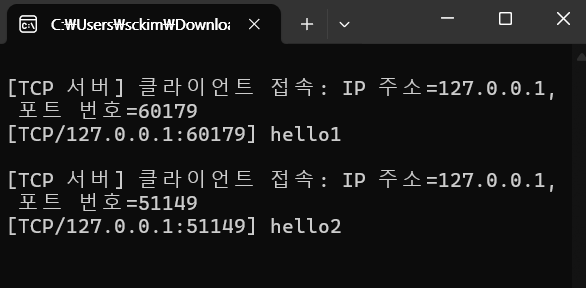 C:₩Users₩sckim₩Downloa
[TCP 서버] 클라이언트 접속: IP 주소=127.0.0.1,
포트 번호=60179
[TCP/127.0.0.1:60179] hello1
[TCP 서버] 클라이언트 접속: IP 주소=127.0.0.1,
포트 번호=51149
[TCP/127.0.0.1:51149] hello2